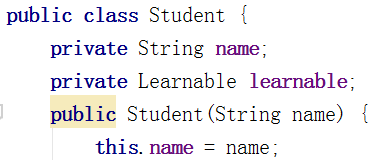 public class Student {
private String name;
private Learnable learnable;
public Student(String name) {
this.name = name;